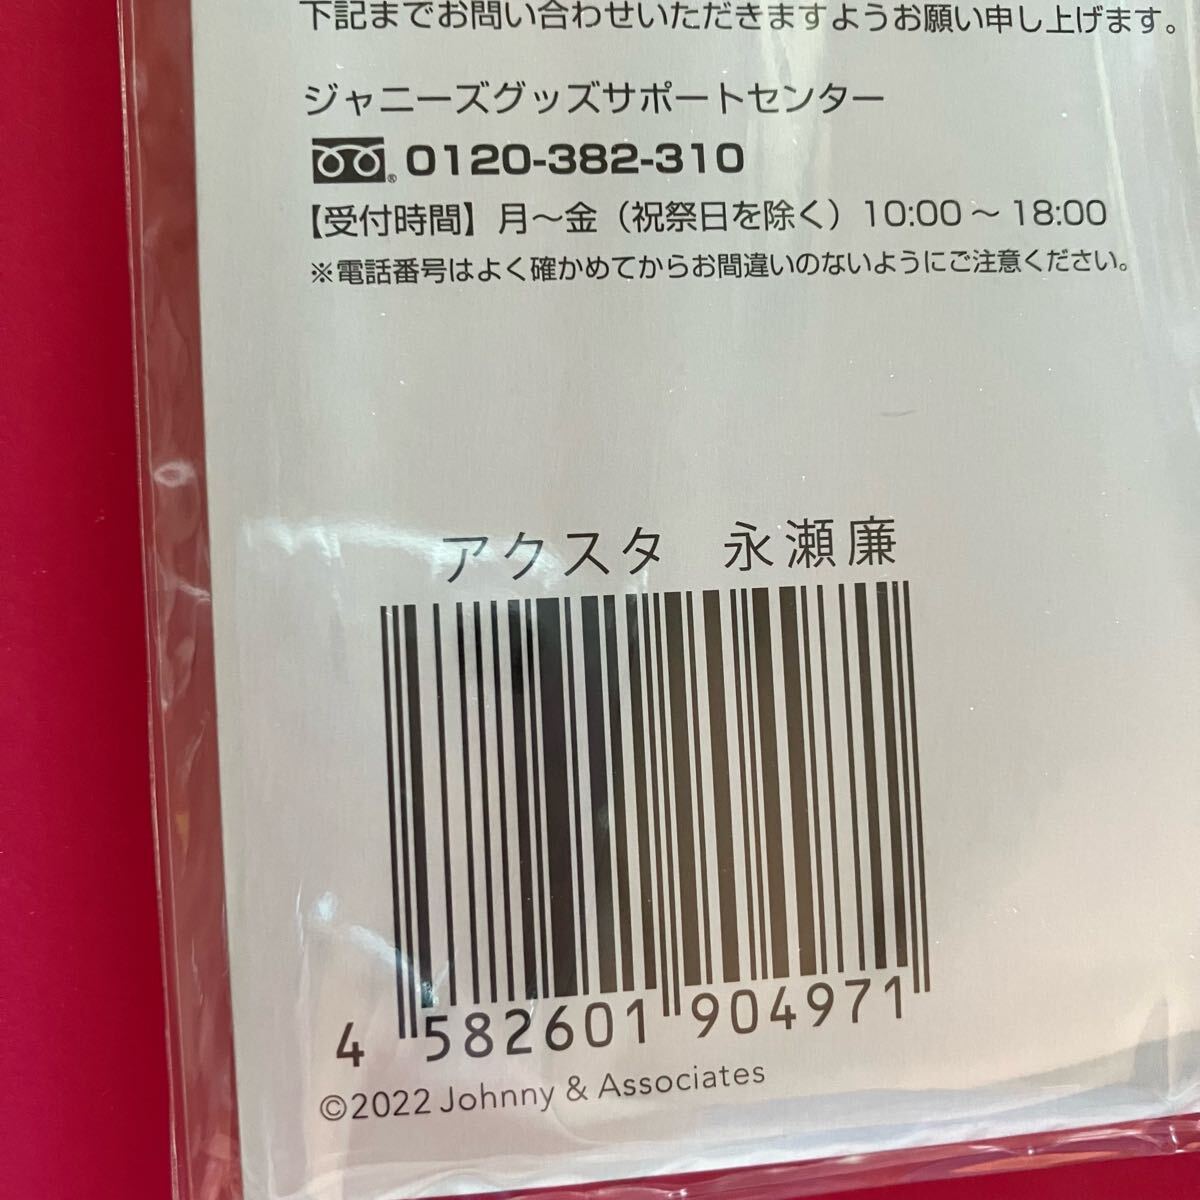 下記までお問い合わせいただきますようお願い申し上げます。
ジャニーズグッズサポートセンター
0120-382-310
【受付時間】月～金（祝祭日を除く）10:00～18:00
※電話番号はよく確かめてからお間違いのないようにご注意ください。
アクスタ 永瀬廉
4 582601 904971
©2022 Johnny & Associates